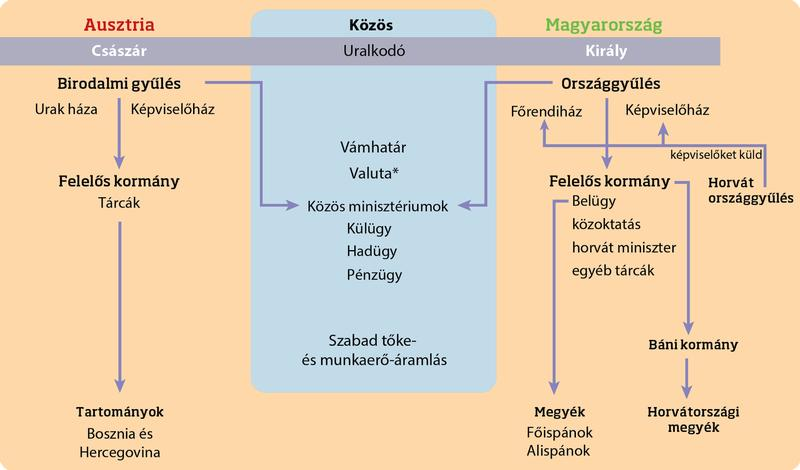 Ausztria
Közös
Magyarország
Császár
Uralkodó
Király
Birodalmi gyűlés
Urak háza
Képviselőház
Felelős kormány
Tárcák
Tartományok
Bosznia és
Hercegovina
Vámhatár
Valuta*
Közös minisztériumok
Külügy
Hadügy
Pénzügy
Szabad tőke-
és munkaerő-áramlás
Országgyűlés
Főrendiház
Képviselőház
képviselőket küld
Horvát
országgyűlés
Felelős kormány
Belügy
közoktatás
horvát miniszter
egyéb tárcák
Báni kormány
Megyék
Főispánok
Alispánok
Horvátországi
megyék